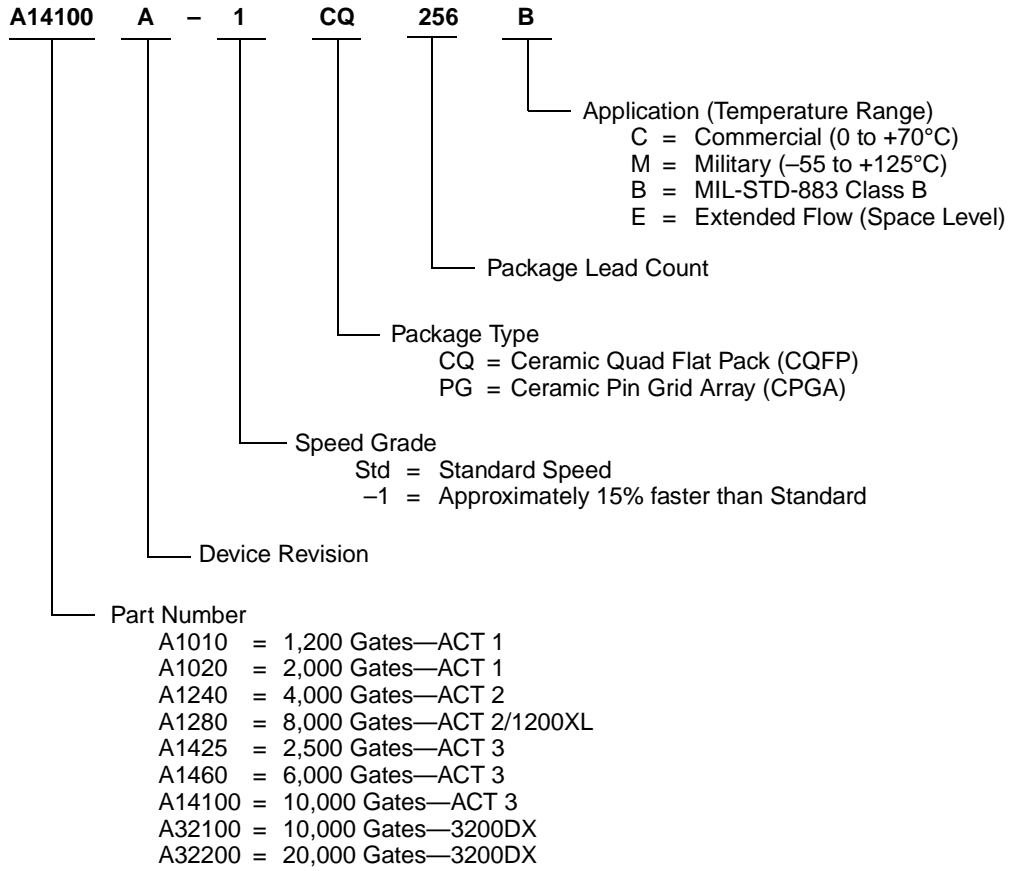 A14100 A – 1 CQ 256 B
Application (Temperature Range)
C = Commercial (0 to +70°C)
M = Military (–55 to +125°C)
B = MIL-STD-883 Class B
E = Extended Flow (Space Level)
Package Lead Count
Package Type
CQ = Ceramic Quad Flat Pack (CQFP)
PG = Ceramic Pin Grid Array (CPGA)
Speed Grade
Std = Standard Speed
–1 = Approximately 15% faster than Standard
Device Revision
Part Number
A1010 = 1,200 Gates—ACT 1
A1020 = 2,000 Gates—ACT 1
A1240 = 4,000 Gates—ACT 2
A1280 = 8,000 Gates—ACT 2/1200XL
A1425 = 2,500 Gates—ACT 3
A1460 = 6,000 Gates—ACT 3
A14100 = 10,000 Gates—ACT 3
A32100 = 10,000 Gates—3200DX
A32200 = 20,000 Gates—3200DX